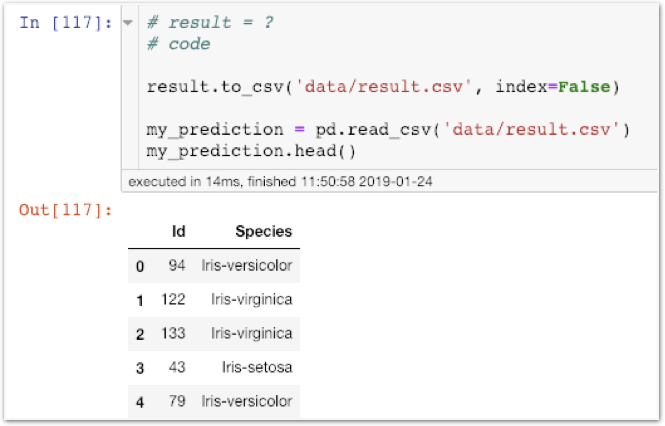 In [117]: # result = ?
# code
result.to_csv('data/result.csv', index=False)
my_prediction = pd.read_csv('data/result.csv')
my_prediction.head()
executed in 14ms, finished 11:50:58 2019-01-24
Out[117]:
Id Species
0 94 Iris-versicolor
1 122 Iris-virginica
2 133 Iris-virginica
3 43 Iris-setosa
4 79 Iris-versicolor